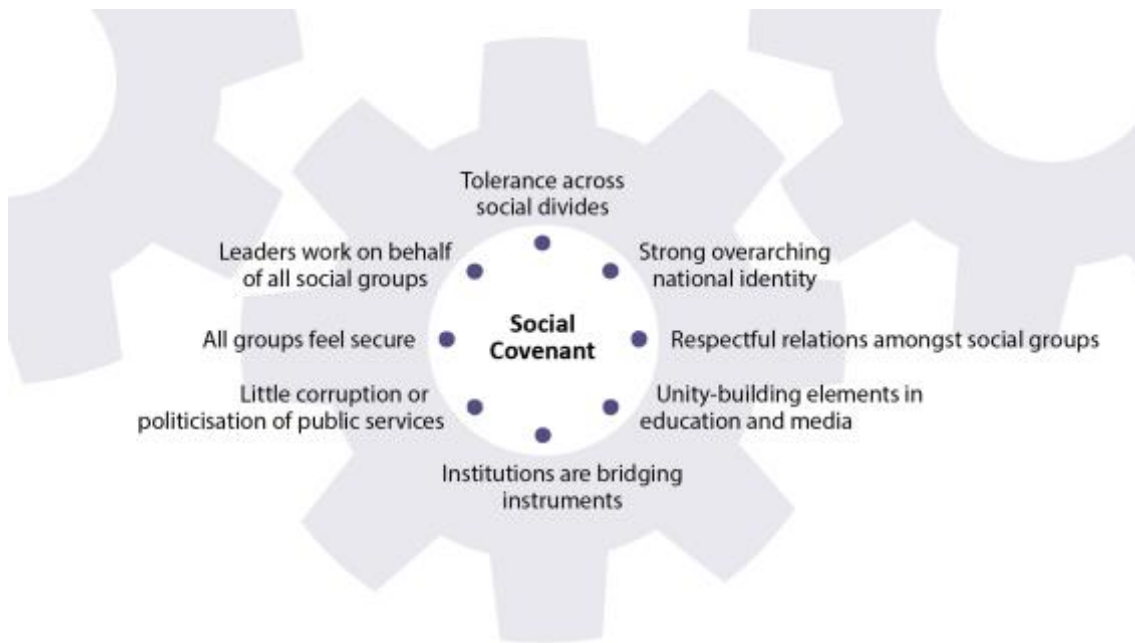 Tolerance across
social divides
Leaders work on behalf
of all social groups
Strong overarching
national identity
All groups feel secure
Social
Covenant
Respectful relations amongst social groups
Little corruption or
politicisation of public services
Unity-building elements in
education and media
Institutions are bridging
instruments